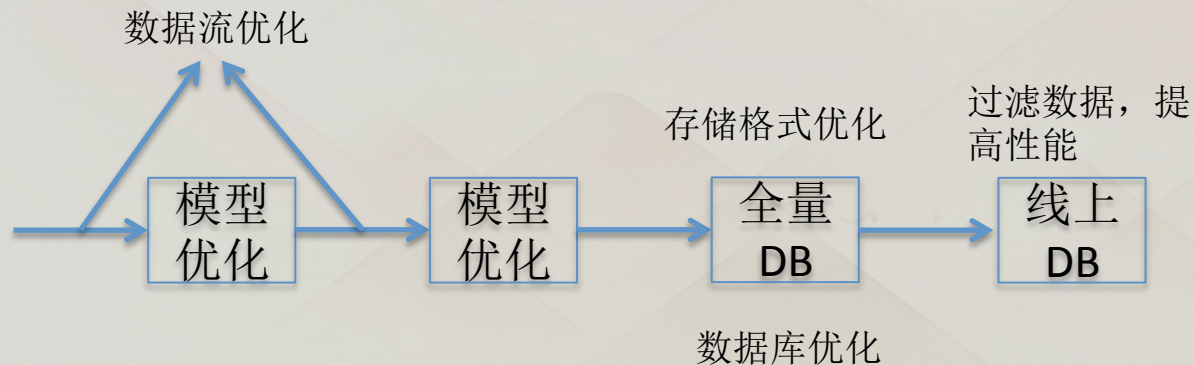 数据流优化
存储格式优化
过滤数据，提
高性能
模型
优化
模型
优化
全量
DB
线上
DB
数据库优化